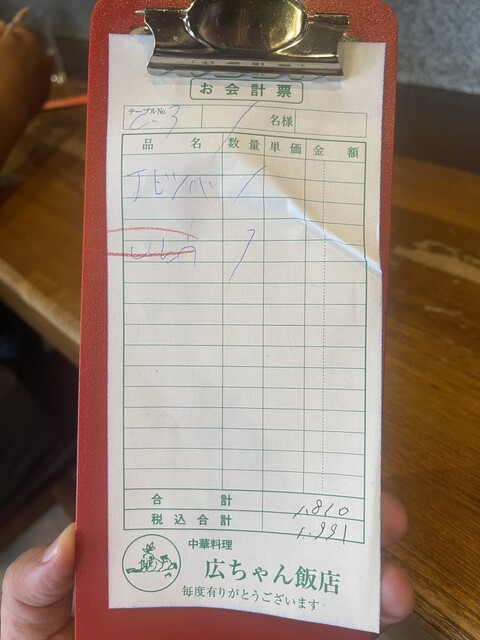 お会計票
テーブルNo. C-3 1 名様
品名 数量 単価 金額
エビソバ 1
1
合計 1,810
税込合計 1,991
中華料理
広ちゃん飯店
毎度有りがとうございます